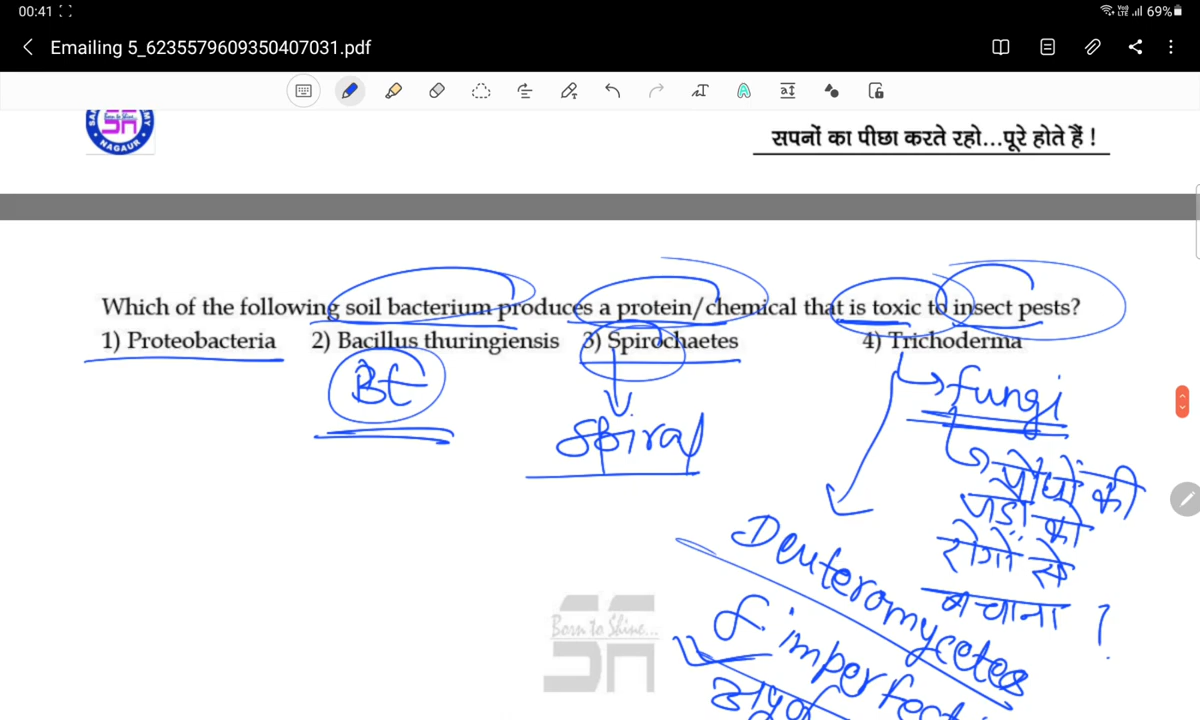 00:41
69%
Emailing 5_6235579609350407031.pdf
NAGAUR
सपनों का पीछा करते रहो...पूरे होते हैं !
Which of the following soil bacterium produces a protein/chemical that is toxic to insect pests?
1) Proteobacteria 2) Bacillus thuringiensis 3) Spirochaetes 4) Trichoderma
Bt
Spiral
fungi
पौधों की
जड़ों को
रोगों से
बचाना
Deuteromycetes
Born to Shine...